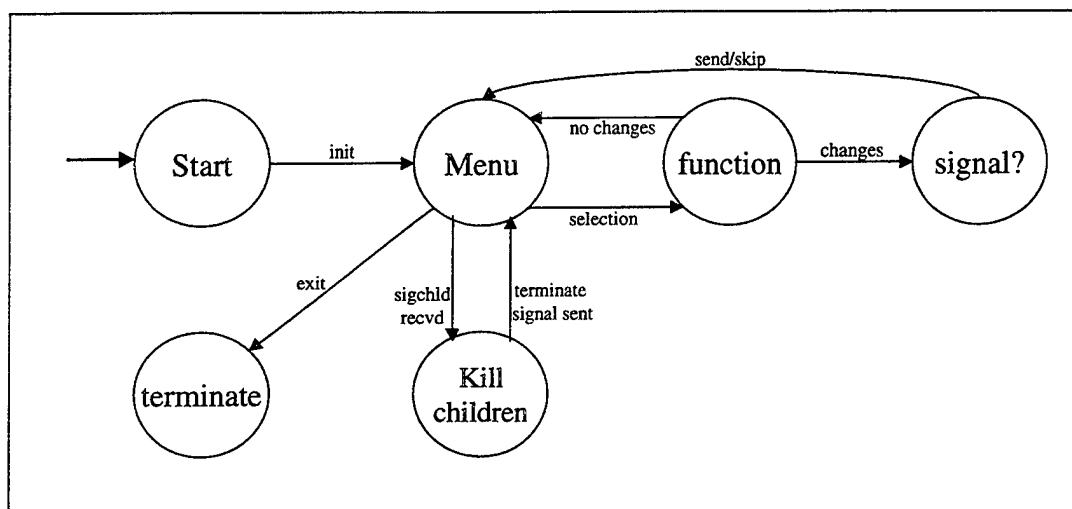 send/skip
no changes
Start
init
Menu
function
changes
signal?
selection
exit
sigchld
recvd
terminate
signal sent
terminate
Kill
children